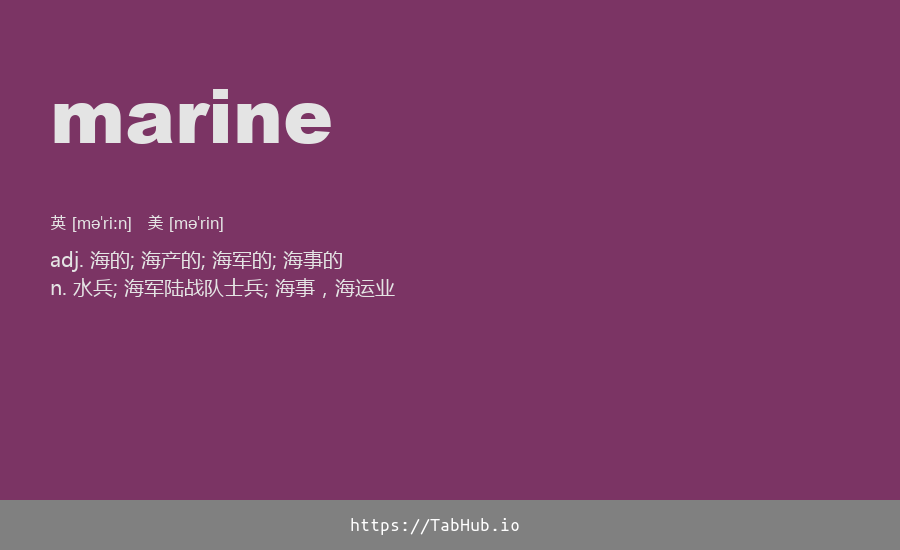 marine
英 [mə'ri:n] 美 [mə'rin]
adj. 海的; 海产的; 海军的; 海事的
n. 水兵; 海军陆战队士兵; 海事，海运业
https://TabHub.io